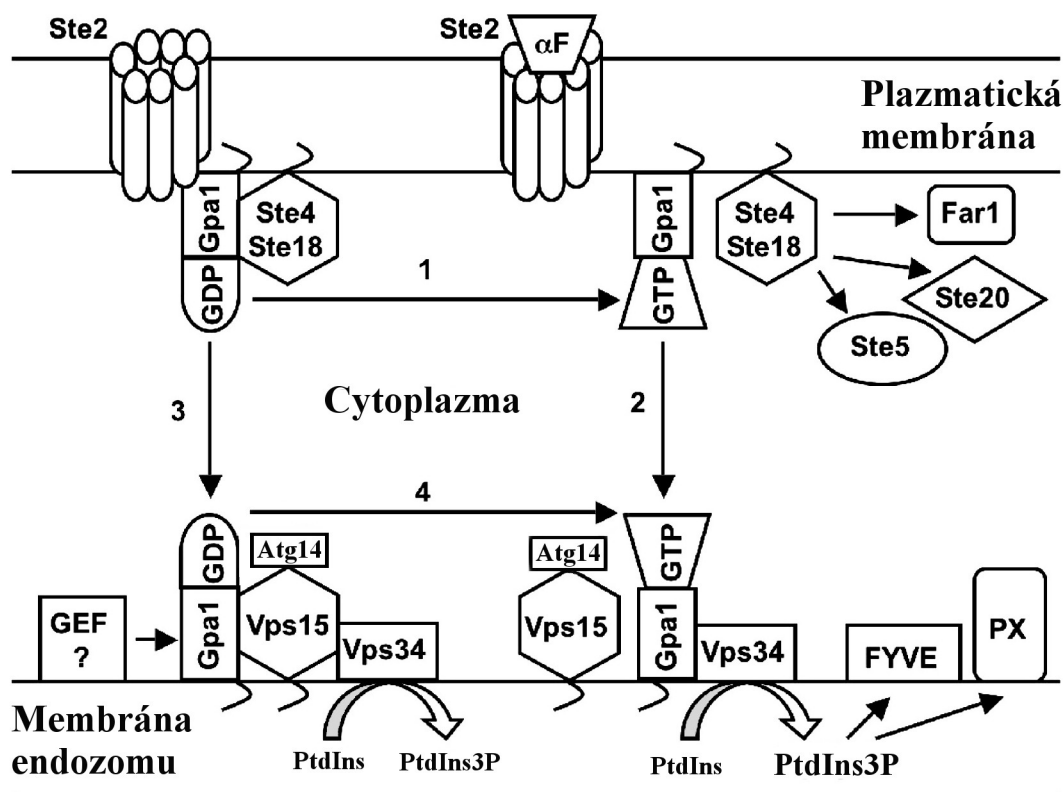 Ste2
Ste2
αF
Plazmatická
membrána
Gpa1
GDP
Ste4
Ste18
1
Gpa1
GTP
Ste4
Ste18
Far1
Ste20
Ste5
3
Cytoplazma
2
4
GDP
Gpa1
Atg14
Vps15
Vps34
GEF
?
Atg14
Vps15
GTP
Gpa1
Vps34
FYVE
PX
Membrána
endozomu
PtdIns
PtdIns3P
PtdIns
PtdIns3P